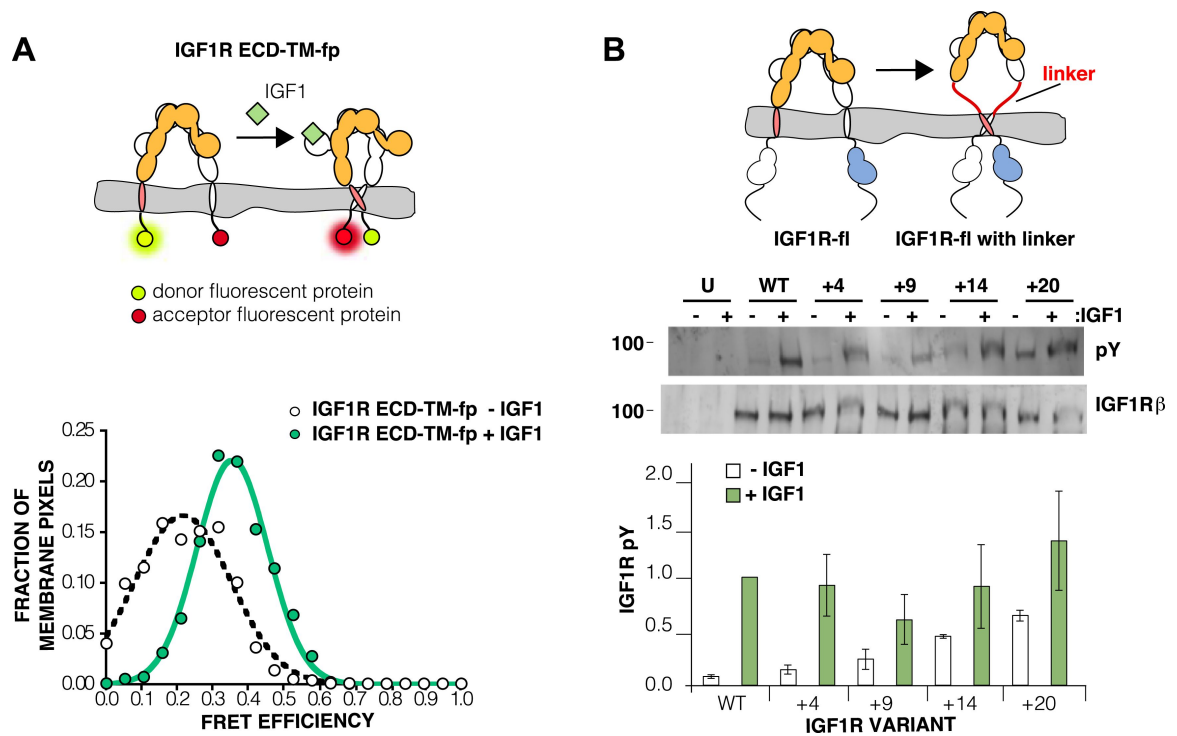 A
IGF1R ECD-TM-fp
IGF1
donor fluorescent protein
acceptor fluorescent protein
IGF1R ECD-TM-fp - IGF1
IGF1R ECD-TM-fp + IGF1
FRACTION OF
MEMBRANE PIXELS
0.25
0.20
0.15
0.10
0.05
0.00
0.0 0.1 0.2 0.3 0.4 0.5 0.6 0.7 0.8 0.9 1.0
FRET EFFICIENCY
B
linker
IGF1R-fl
IGF1R-fl with linker
U WT +4 +9 +14 +20
- + - + - + - + - + - + :IGF1
100
pY
100
IGF1Rβ
- IGF1
+ IGF1
IGF1R pY
2.0
1.5
1.0
0.5
0.0
WT +4 +9 +14 +20
IGF1R VARIANT